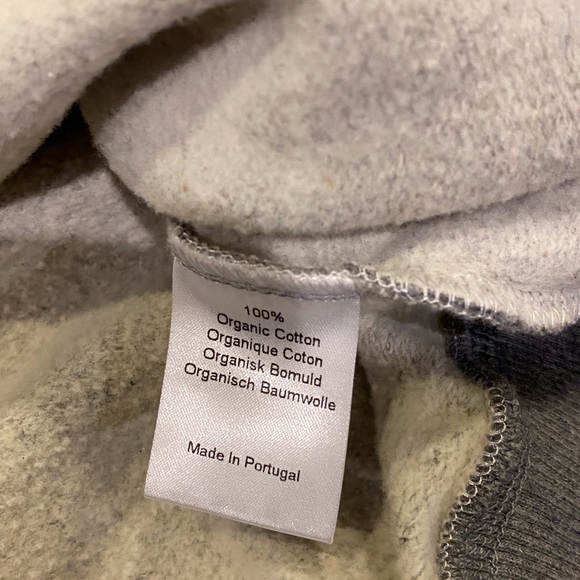 100%
Organic Cotton
Organique Coton
Organisk Bomuld
Organisch Baumwolle
Made In Portugal